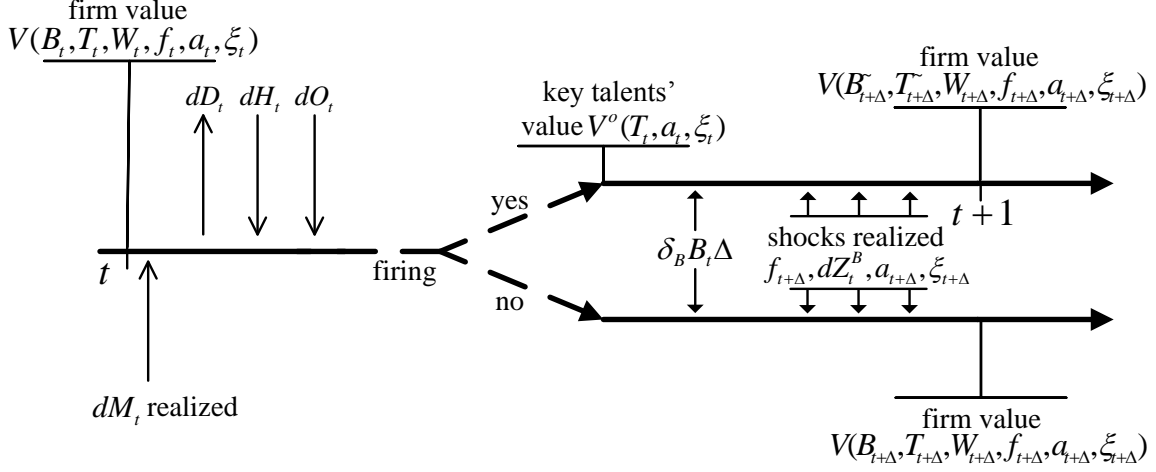 firm value
V(B_t, T_t, W_t, f_t, a_t, ξ_t)
dD_t dH_t dO_t
t
dM_t realized
firing
yes
no
key talents’
value V^o(T_t, a_t, ξ_t)
δ_B B_t Δ
shocks realized
f_{t+Δ}, dZ_t^B, a_{t+Δ}, ξ_{t+Δ}
firm value
V(B^~_{t+Δ}, T^~_{t+Δ}, W_{t+Δ}, f_{t+Δ}, a_{t+Δ}, ξ_{t+Δ})
t + 1
firm value
V(B_{t+Δ}, T_{t+Δ}, W_{t+Δ}, f_{t+Δ}, a_{t+Δ}, ξ_{t+Δ})